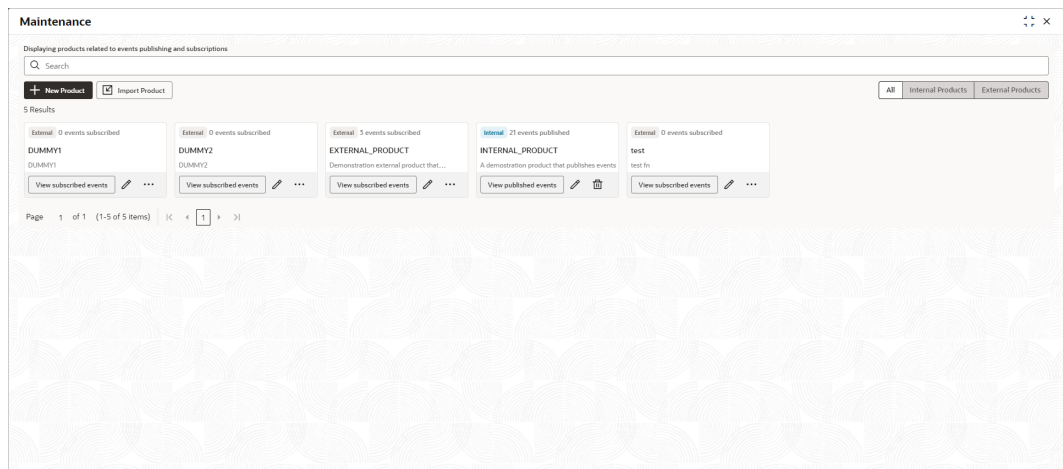 Maintenance
Displaying products related to events publishing and subscriptions
Search
New Product Import Product All Internal Products External Products
5 Results
External 0 events subscribed External 0 events subscribed External 3 events subscribed Internal 21 events published External 0 events subscribed
DUMMY1 DUMMY2 EXTERNAL_PRODUCT INTERNAL_PRODUCT test
DUMMY1 DUMMY2 Demonstration external product that... A demostration product that publishes events test fn
View subscribed events View subscribed events View subscribed events View published events View subscribed events
Page 1 of 1 (1-5 of 5 items) 1